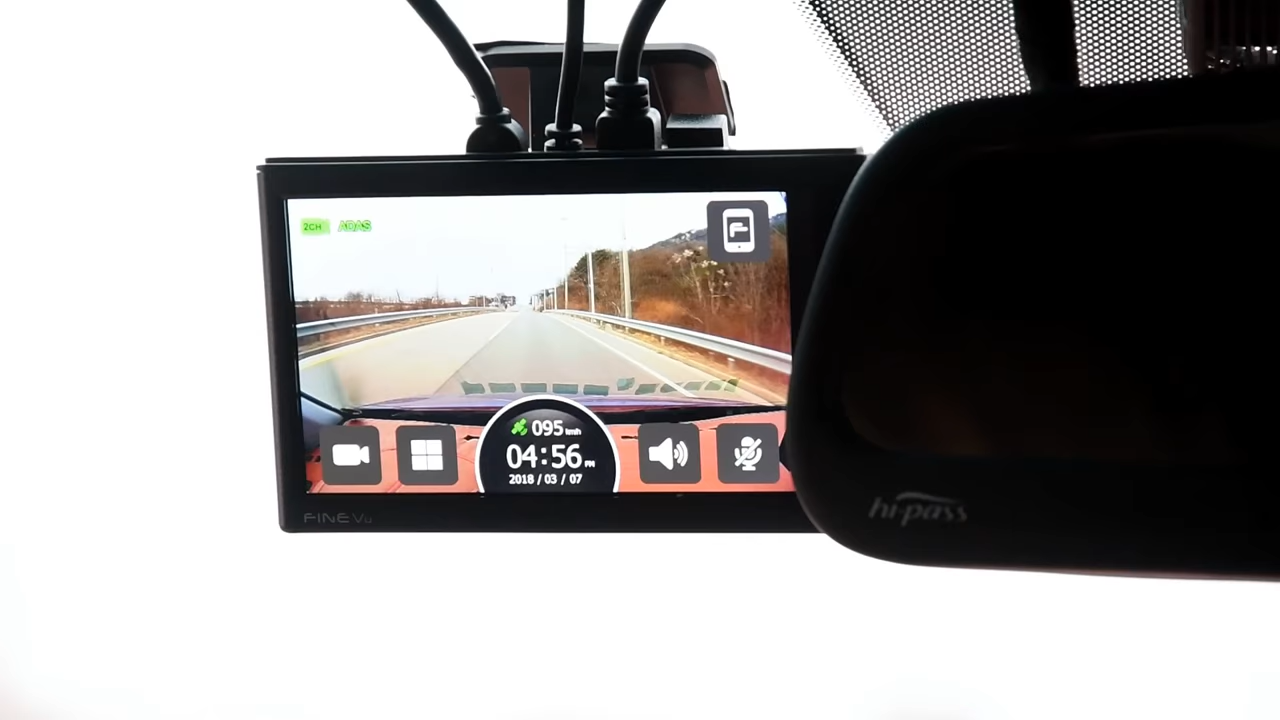 2CH ADAS
F
095 km/h
04:56 PM
2018 / 03 / 07
FINEVu
hi-pass